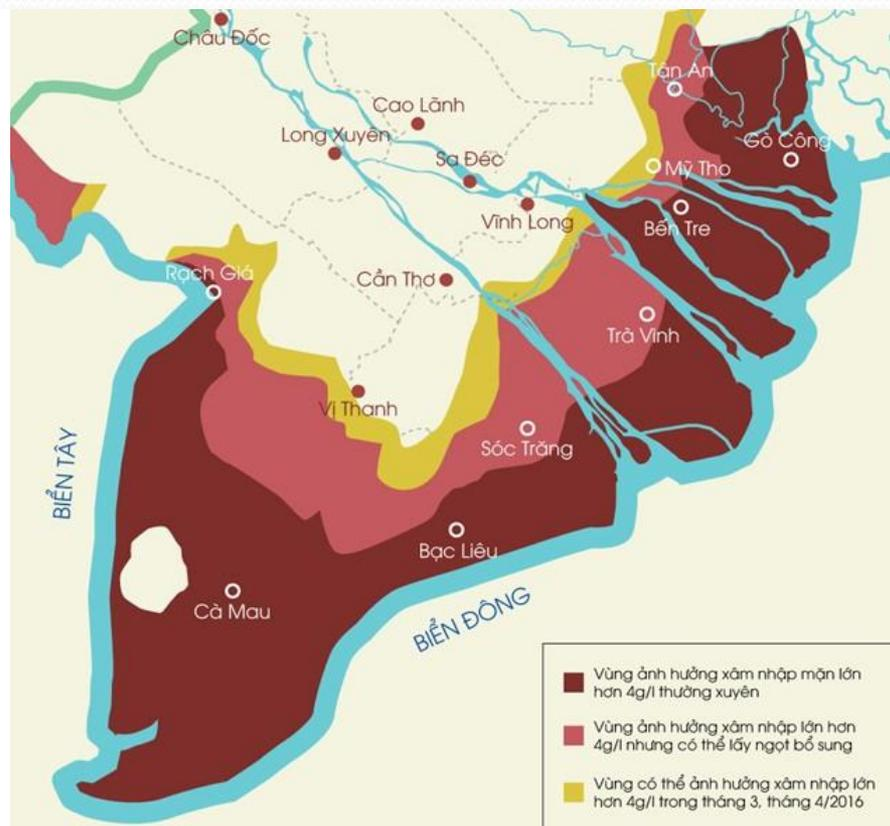 Châu Đốc
Cao Lãnh
Long Xuyên
Sa Đéc
Vĩnh Long
Tân An
Gò Công
Mỹ Tho
Bến Tre
Rạch Giá
Cần Thơ
Trà Vinh
Vị Thanh
Sóc Trăng
BIỂN TÂY
Bạc Liêu
Cà Mau
BIỂN ĐÔNG
Vùng ảnh hưởng xâm nhập mặn lớn
hơn 4g/l thường xuyên
Vùng ảnh hưởng xâm nhập lớn hơn
4g/l nhưng có thể lấy ngọt bổ sung
Vùng có thể ảnh hưởng xâm nhập lớn
hơn 4g/l trong tháng 3, tháng 4/2016